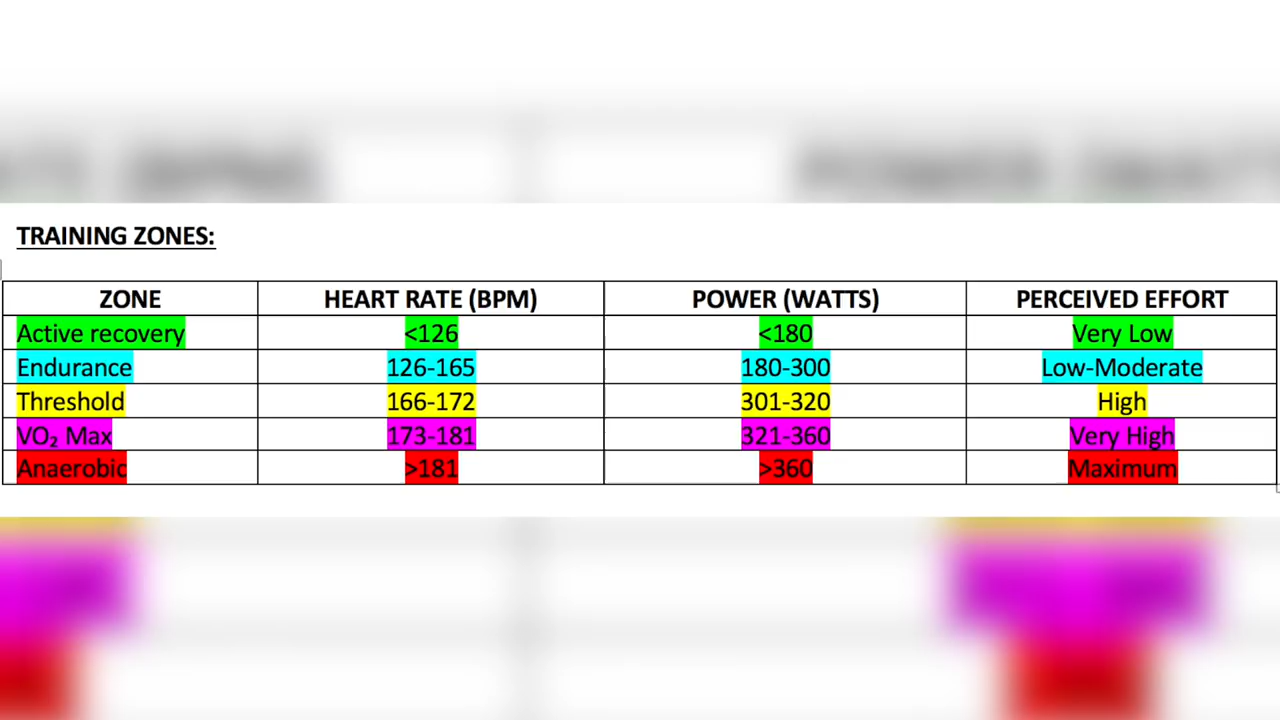 TRAINING ZONES:
ZONE HEART RATE (BPM) POWER (WATTS) PERCEIVED EFFORT
Active recovery <126 <180 Very Low
Endurance 126-165 180-300 Low-Moderate
Threshold 166-172 301-320 High
VO₂ Max 173-181 321-360 Very High
Anaerobic >181 >360 Maximum